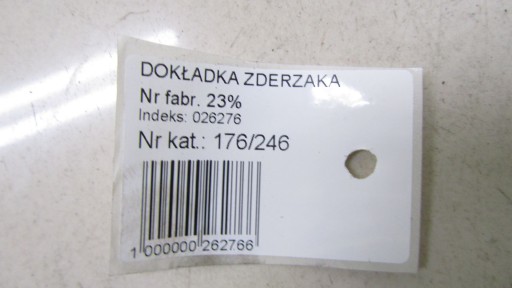 DOKŁADKA ZDERZAKA
Nr fabr. 23%
Indeks: 026276
Nr kat.: 176/246
1 000000 262766